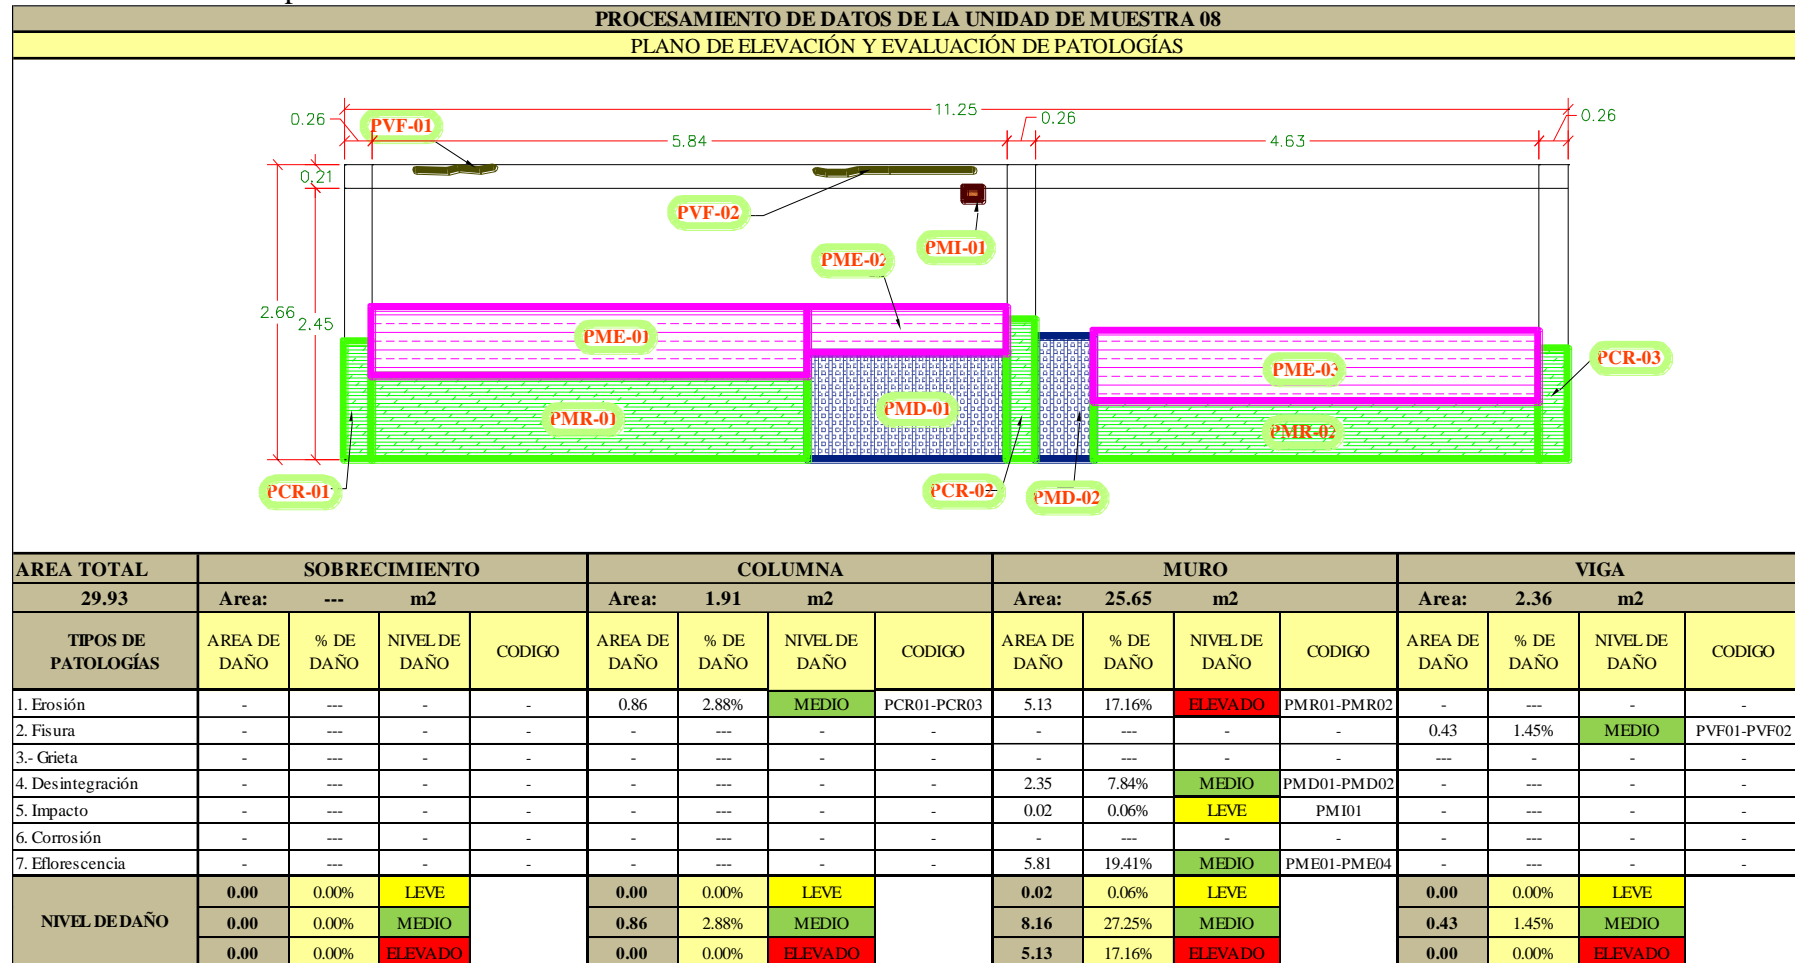 PROCESAMIENTO DE DATOS DE LA UNIDAD DE MUESTRA 08
PLANO DE ELEVACIÓN Y EVALUACIÓN DE PATOLOGÍAS
11.25
0.26 0.26 0.26
PVF-01
5.84 4.63
0.21
PVF-02
PMI-01
PME-02
2.66
2.45
PME-01
PCR-03
PME-03
PMD-01
PMR-01
PMR-02
PCR-01
PCR-02
PMD-02
AREA TOTAL SOBRECIMIENTO COLUMNA MURO VIGA
29.93 Area: --- m2 Area: 1.91 m2 Area: 25.65 m2 Area: 2.36 m2
TIPOS DE PATOLOGÍAS AREA DE DAÑO % DE DAÑO NIVEL DE DAÑO CODIGO AREA DE DAÑO % DE DAÑO NIVEL DE DAÑO CODIGO AREA DE DAÑO % DE DAÑO NIVEL DE DAÑO CODIGO AREA DE DAÑO % DE DAÑO NIVEL DE DAÑO CODIGO
1. Erosión - --- - - 0.86 2.88% MEDIO PCR01-PCR03 5.13 17.16% ELEVADO PMR01-PMR02 - --- - -
2. Fisura - --- - - - --- - - - --- - - 0.43 1.45% MEDIO PVF01-PVF02
3.- Grieta - --- - - - --- - - - --- - - --- - - -
4. Desintegración - --- - - - --- - - 2.35 7.84% MEDIO PMD01-PMD02 - --- - -
5. Impacto - --- - - - --- - - 0.02 0.06% LEVE PMI01 - --- - -
6. Corrosión - --- - - - --- - - - --- - - - --- - -
7. Eflorescencia - --- - - - --- - - 5.81 19.41% MEDIO PME01-PME04 - --- - -
NIVEL DE DAÑO
0.00 0.00% LEVE 0.00 0.00% LEVE 0.02 0.06% LEVE 0.00 0.00% LEVE
0.00 0.00% MEDIO 0.86 2.88% MEDIO 8.16 27.25% MEDIO 0.43 1.45% MEDIO
0.00 0.00% ELEVADO 0.00 0.00% ELEVADO 5.13 17.16% ELEVADO 0.00 0.00% ELEVADO